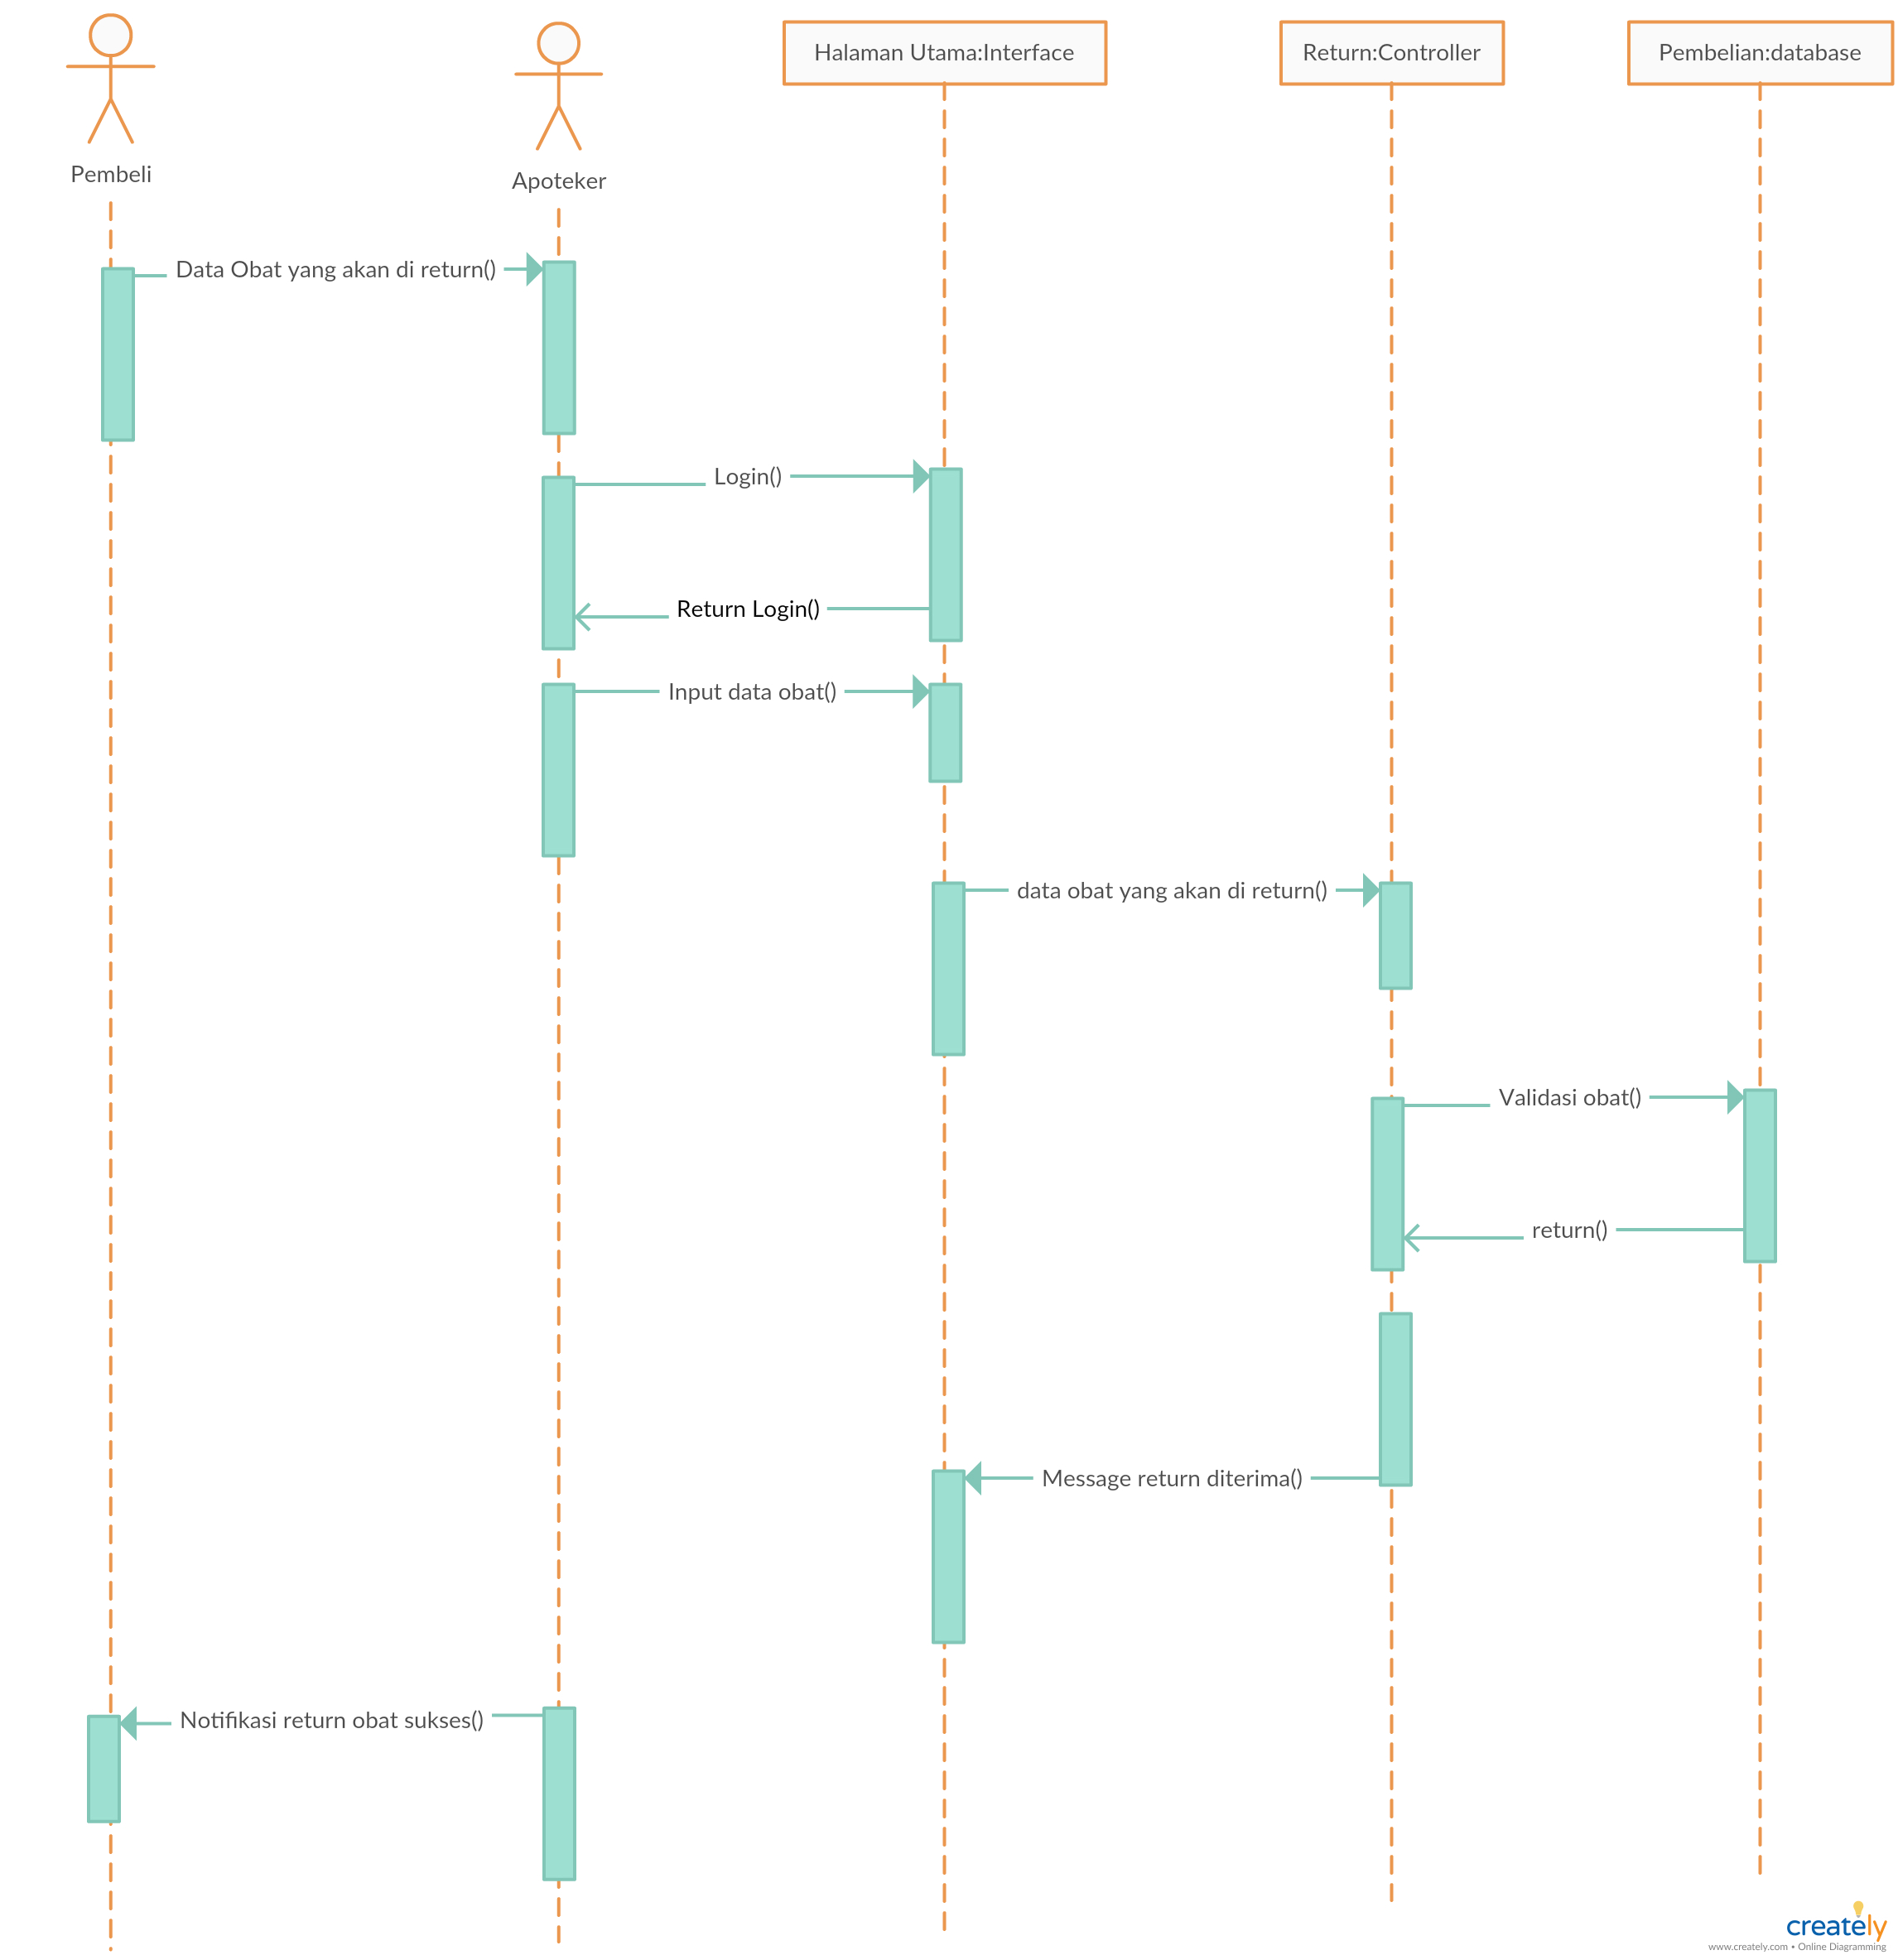 Halaman Utama:Interface
Return:Controller
Pembelian:database
Pembeli
Apoteker
Data Obat yang akan di return()
Login()
Return Login()
Input data obat()
data obat yang akan di return()
Validasi obat()
return()
Message return diterima()
Notifikasi return obat sukses()
creately
www.creately.com • Online Diagramming